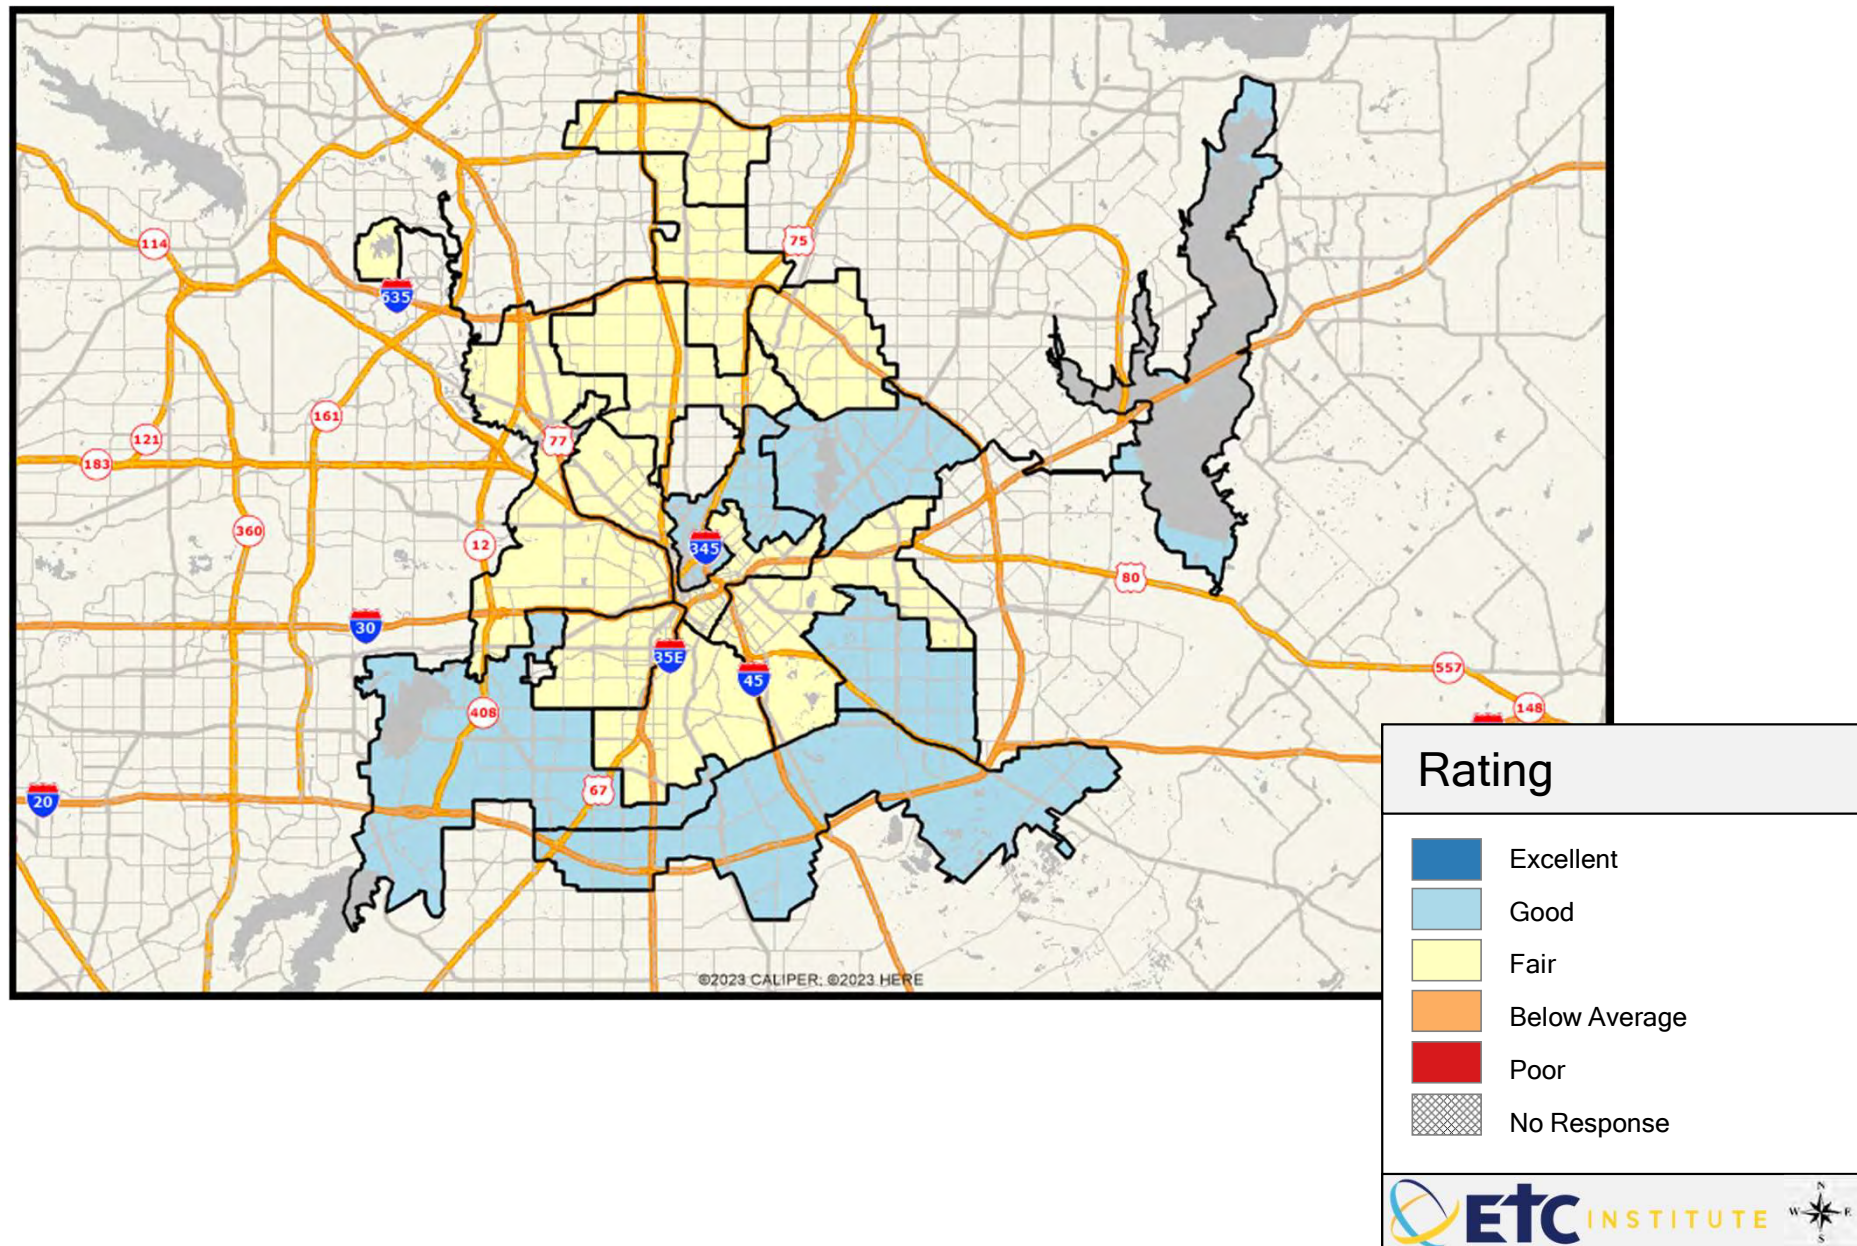 75
114
635
161
121
77
183
360
12
345
80
30
35E
45
557
408
148
67
20
©2023 CALIPER; ©2023 HERE
Rating
Excellent
Good
Fair
Below Average
Poor
No Response
ETC INSTITUTE
N
W E
S